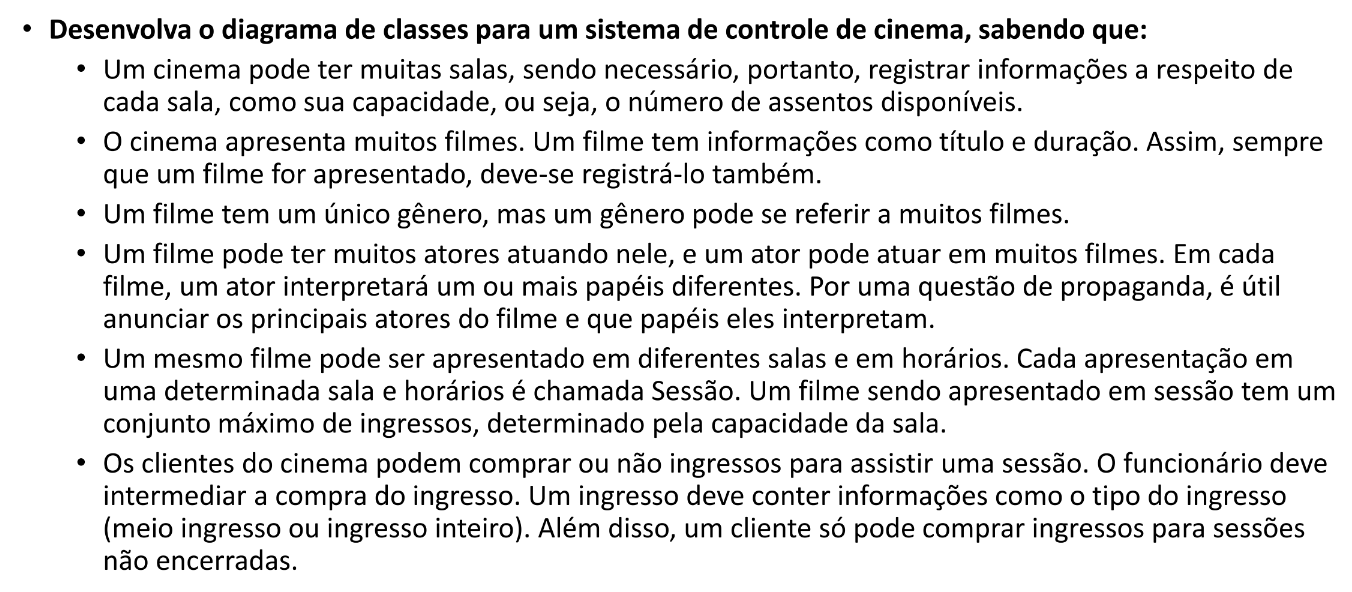 • Desenvolva o diagrama de classes para um sistema de controle de cinema, sabendo que:
• Um cinema pode ter muitas salas, sendo necessário, portanto, registrar informações a respeito de
cada sala, como sua capacidade, ou seja, o número de assentos disponíveis.
• O cinema apresenta muitos filmes. Um filme tem informações como título e duração. Assim, sempre
que um filme for apresentado, deve-se registrá-lo também.
• Um filme tem um único gênero, mas um gênero pode se referir a muitos filmes.
• Um filme pode ter muitos atores atuando nele, e um ator pode atuar em muitos filmes. Em cada
filme, um ator interpretará um ou mais papéis diferentes. Por uma questão de propaganda, é útil
anunciar os principais atores do filme e que papéis eles interpretam.
• Um mesmo filme pode ser apresentado em diferentes salas e em horários. Cada apresentação em
uma determinada sala e horários é chamada Sessão. Um filme sendo apresentado em sessão tem um
conjunto máximo de ingressos, determinado pela capacidade da sala.
• Os clientes do cinema podem comprar ou não ingressos para assistir uma sessão. O funcionário deve
intermediar a compra do ingresso. Um ingresso deve conter informações como o tipo do ingresso
(meio ingresso ou ingresso inteiro). Além disso, um cliente só pode comprar ingressos para sessões
não encerradas.